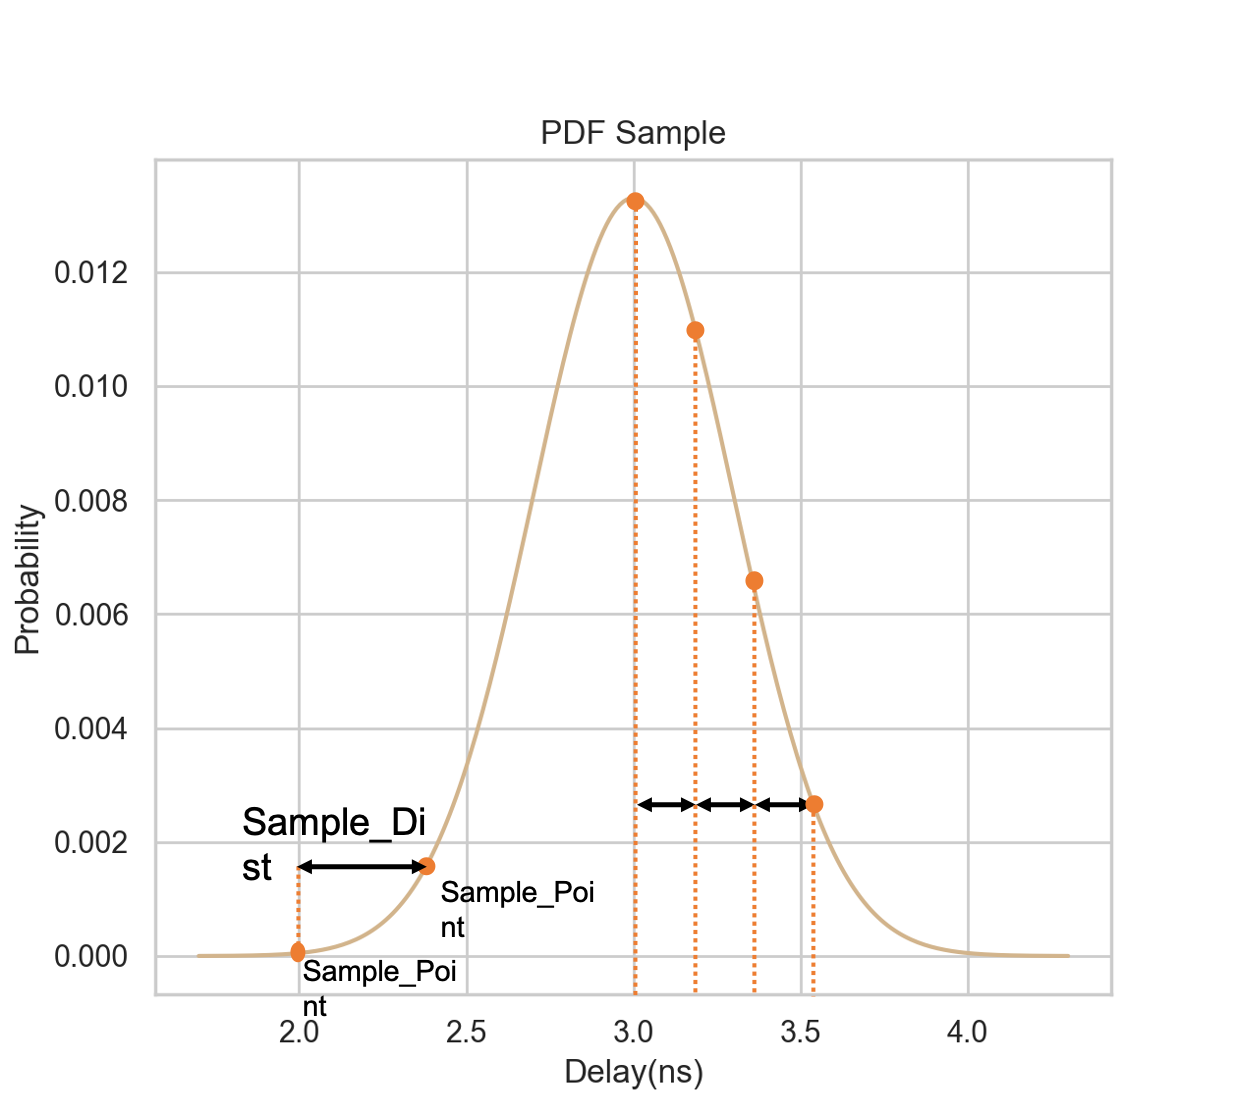 PDF Sample
0.012
0.010
0.008
0.006
0.004
0.002
0.000
Probability
Sample_Di
st
Sample_Poi
nt
Sample_Poi
nt
2.0 2.5 3.0 3.5 4.0
Delay(ns)